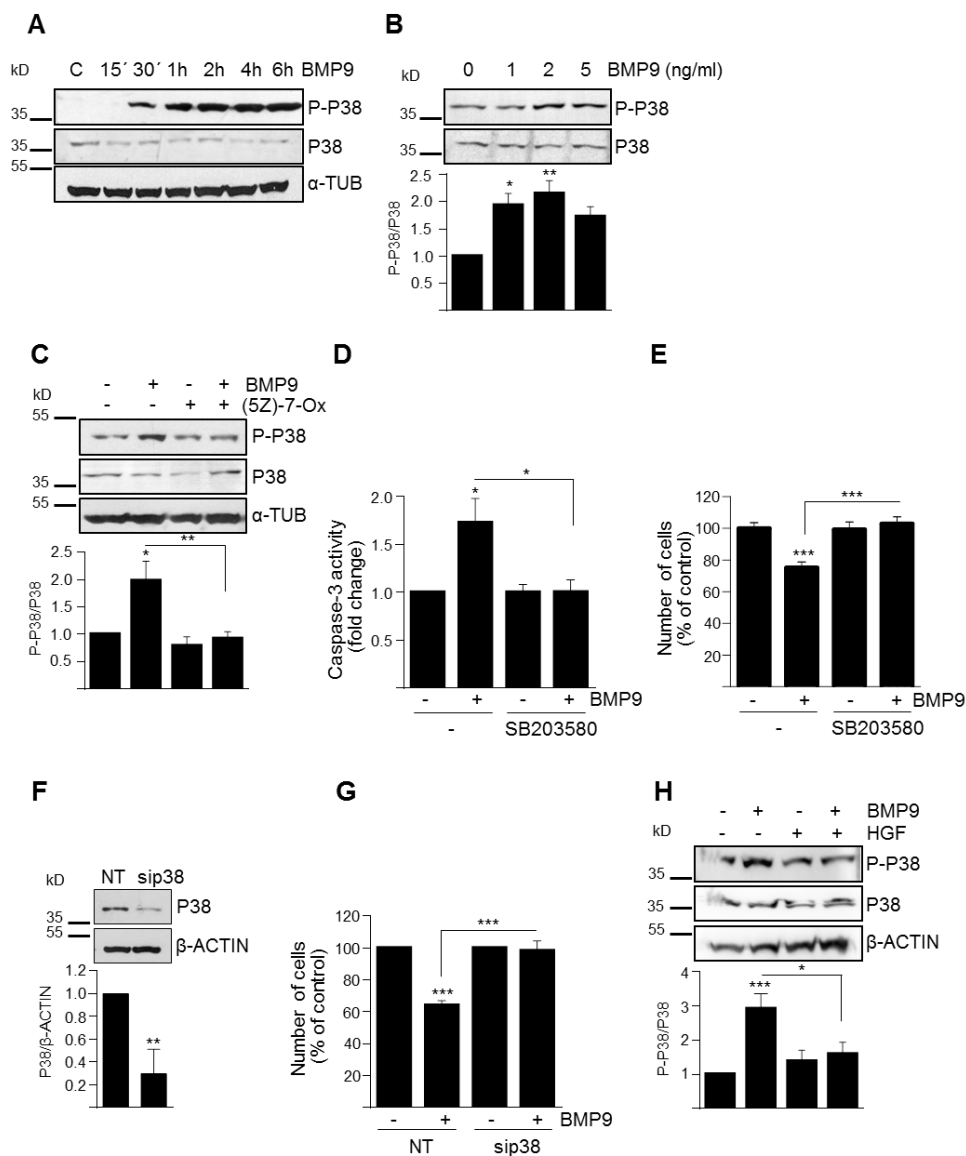 A
kD C 15´ 30´ 1h 2h 4h 6h BMP9
35 P-P38
35 P38
55 α-TUB
B
kD 0 1 2 5 BMP9 (ng/ml)
35 P-P38
35 P38
P-P38/P38
2.5
2.0
1.5
1.0
0.5
* **
C
- + - + BMP9
- - + + (5Z)-7-Ox
kD
55
P-P38
35 P38
55 α-TUB
P-P38/P38
2.5
2.0
1.5
1.0
0.5
* **
D
Caspase-3 activity
(fold change)
2.0
1.5
1.0
0.5
* *
- + - + BMP9
- SB203580
E
Number of cells
(% of control)
120
100
80
60
40
20
*** ***
- + - + BMP9
- SB203580
F
kD NT sip38
35 P38
55 β-ACTIN
P38/β-ACTIN
1.2
1.0
0.8
0.6
0.4
0.2
**
G
Number of cells
(% of control)
120
100
80
60
40
20
*** ***
- + - + BMP9
NT sip38
H
- + - + BMP9
- - + + HGF
kD
35 P-P38
35 P38
55 β-ACTIN
P-P38/P38
4
3
2
1
*** *